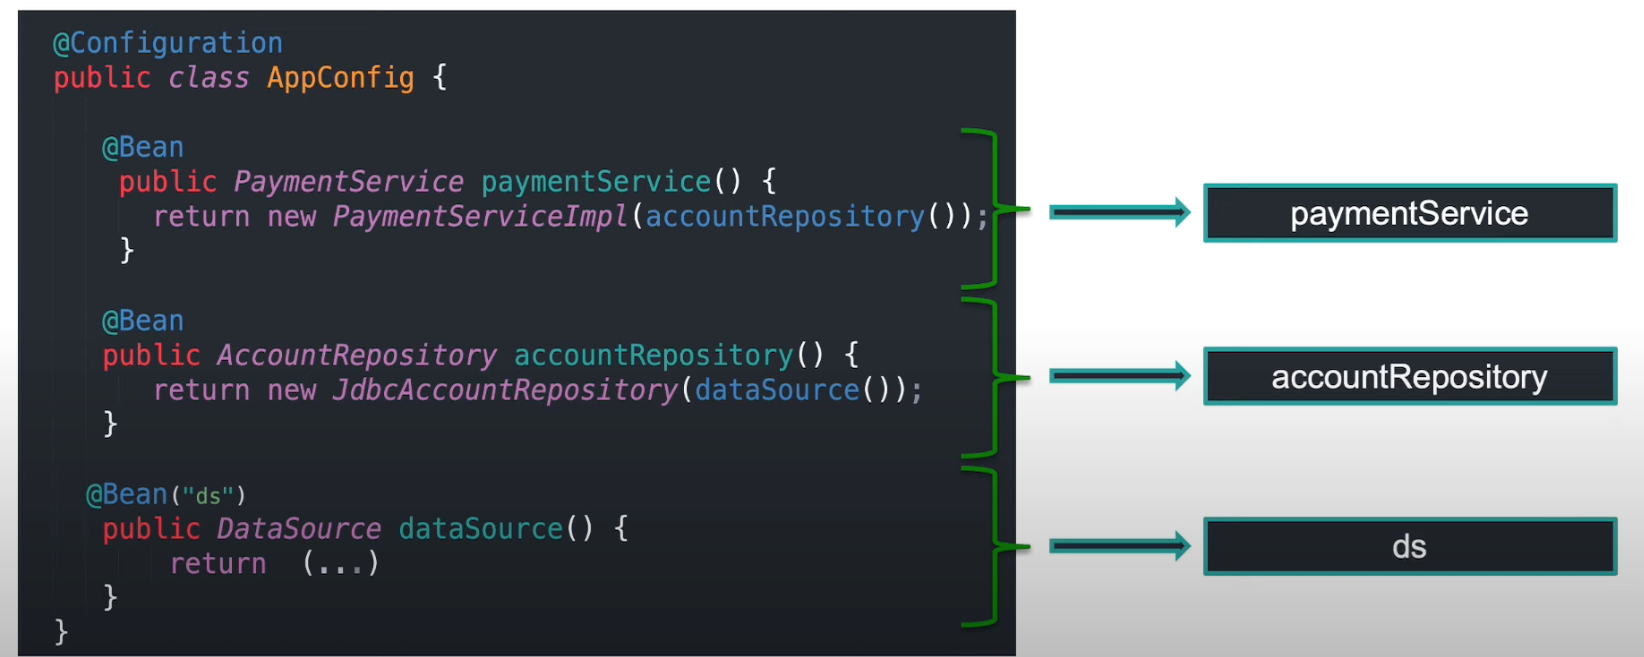 @Configuration
public class AppConfig {
@Bean
public PaymentService paymentService() {
return new PaymentServiceImpl(accountRepository());
}
@Bean
public AccountRepository accountRepository() {
return new JdbcAccountRepository(dataSource());
}
@Bean("ds")
public DataSource dataSource() {
return (...)
}
}
paymentService
accountRepository
ds